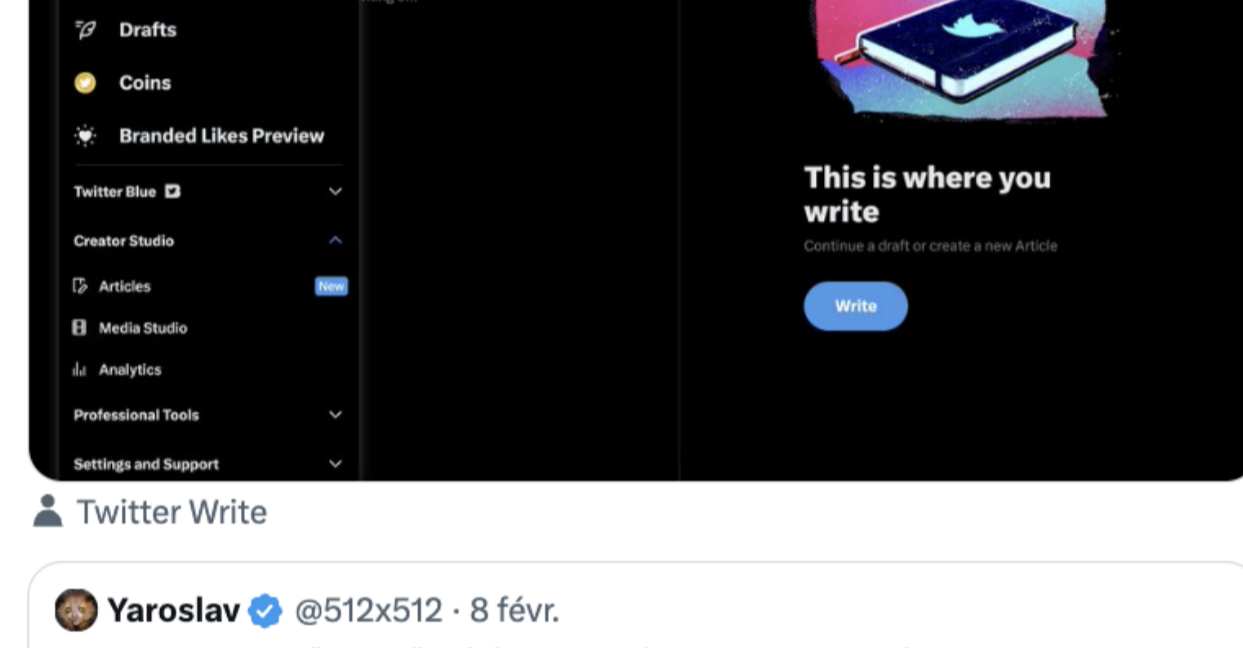 Drafts
Coins
Branded Likes Preview
Twitter Blue
Creator Studio
Articles New
Media Studio
Analytics
Professional Tools
Settings and Support
This is where you
write
Continue a draft or create a new Article
Write
Twitter Write
Yaroslav @512x512 · 8 févr.